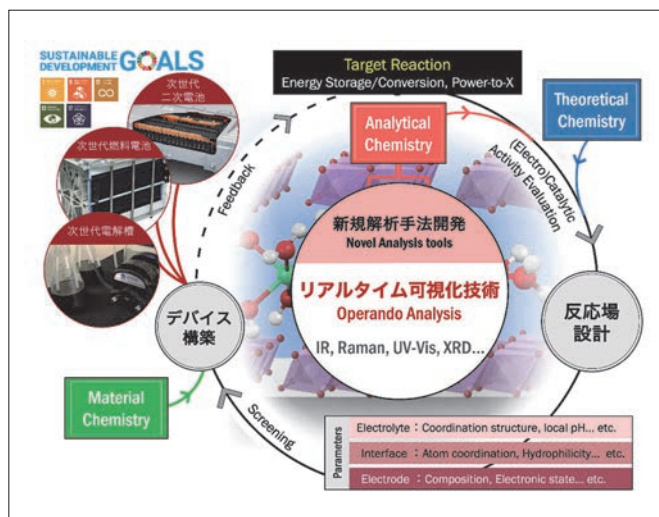 SUSTAINABLE
DEVELOPMENT GOALS
Target Reaction
Energy Storage/Conversion, Power-to-X
次世代
二次電池
次世代燃料電池
次世代電解槽
Feedback
Analytical
Chemistry
Theoretical
Chemistry
(Electro)Catalytic
Activity Evaluation
新規解析手法開発
Novel Analysis tools
リアルタイム可視化技術
Operando Analysis
IR, Raman, UV-Vis, XRD...
デバイス
構築
反応場
設計
Material
Chemistry
Screening
Parameters
Electrolyte：Coordination structure, local pH... etc.
Interface：Atom coordination, Hydrophilicity... etc.
Electrode：Composition, Electronic state... etc.